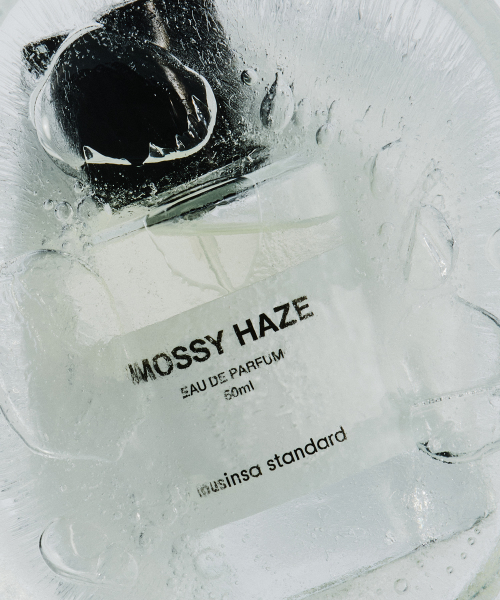 MOSSY HAZE
EAU DE PARFUM
50ml
musinsa standard